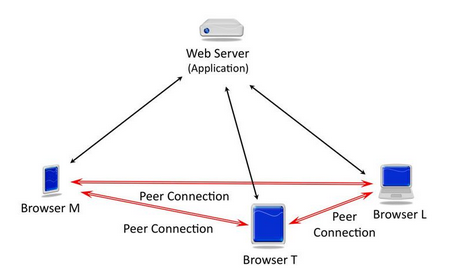 Web Server
(Application)
Peer Connection
Browser M
Peer Connection
Peer
Connection
Browser L
Browser T